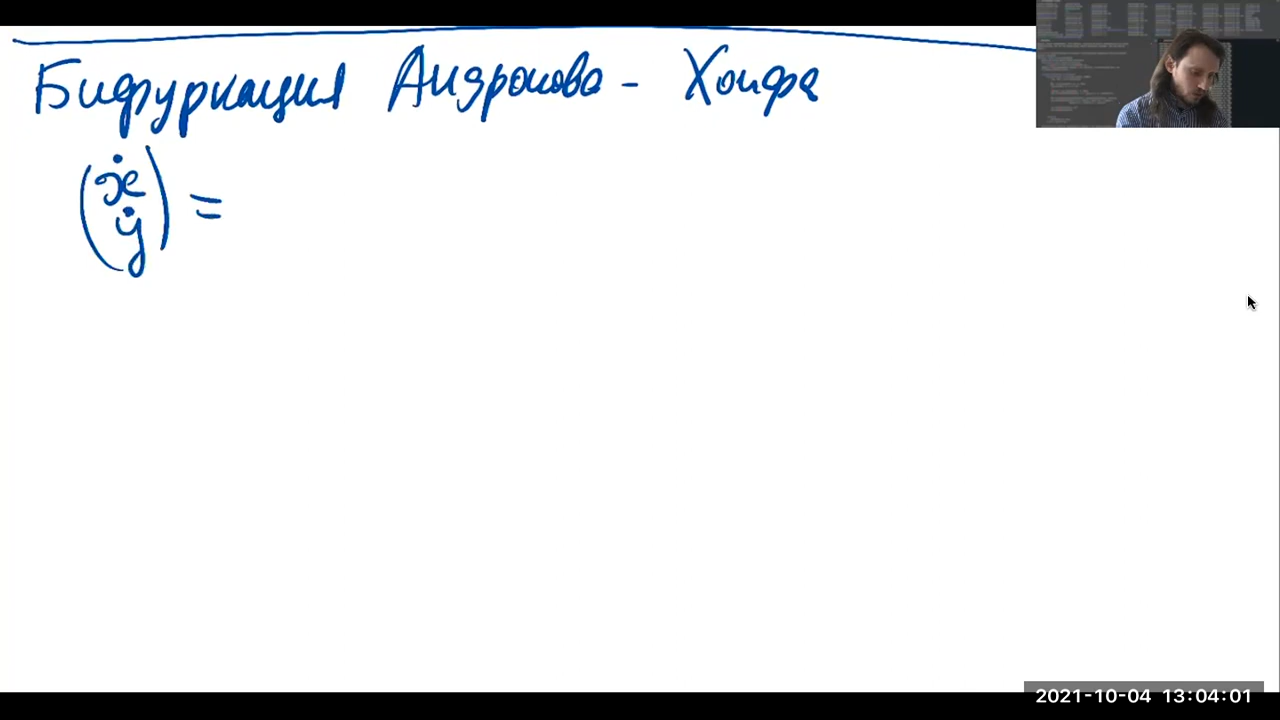 Бифуркация Андронова - Хопфа
(ẋ
ẏ) =
2021-10-04 13:04:01